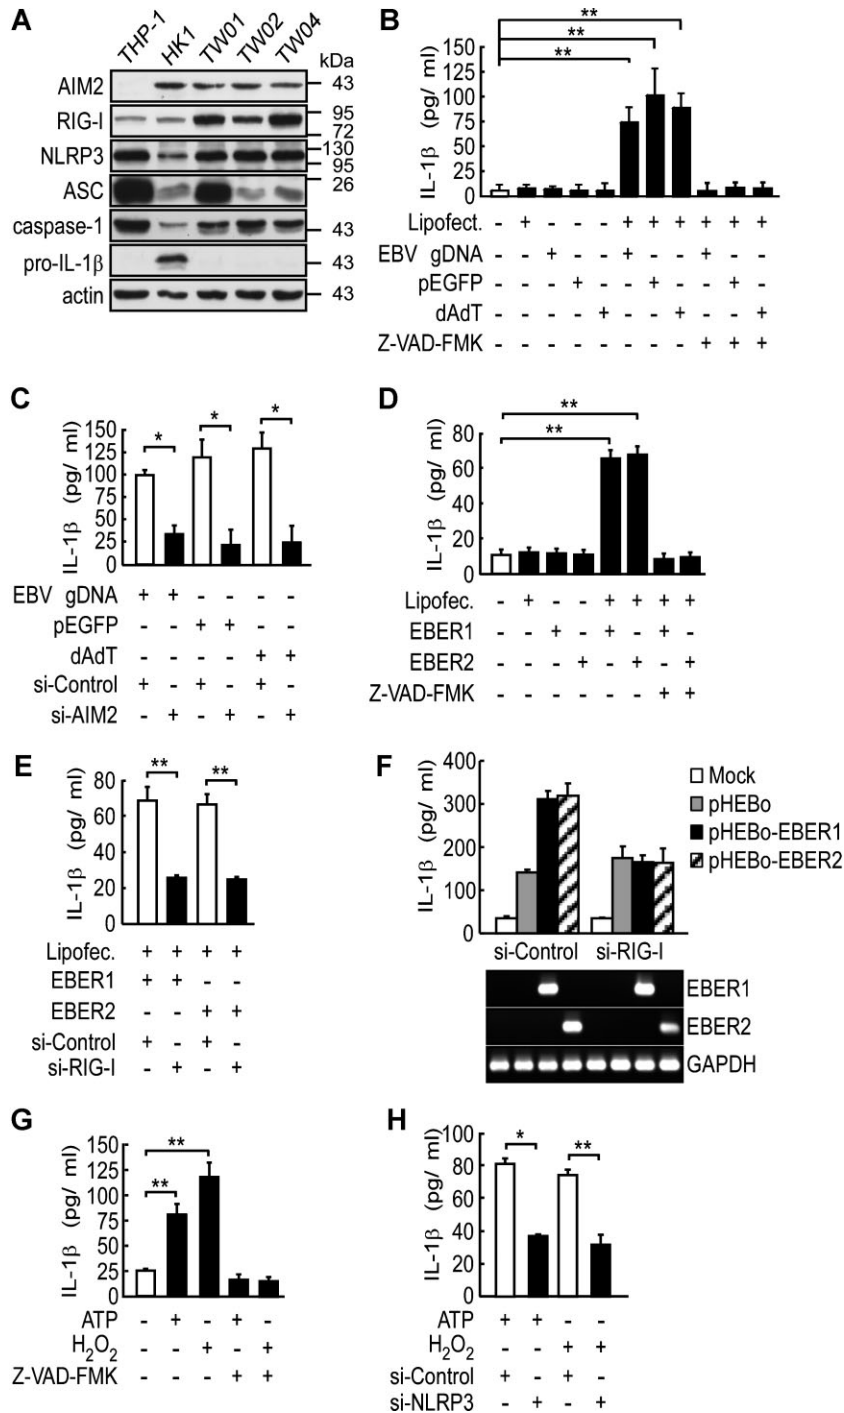 A
THP-1 HK1 TW01 TW02 TW04
kDa
AIM2 43
RIG-I 95
72
NLRP3 130
95
ASC 26
caspase-1 43
pro-IL-1β 43
actin 43
B
IL-1β (pg/ ml)
150
125
100
75
50
25
0
** 
**
**
Lipofect. - + - - - + + + + + +
EBV gDNA - - + - - + - - + - -
pEGFP - - - + - - + - - + -
dAdT - - - - + - - + - - +
Z-VAD-FMK - - - - - - - - + + +
C
IL-1β (pg/ ml)
150
125
100
75
50
25
0
* * *
EBV gDNA + + - - - -
pEGFP - - + + - -
dAdT - - - - + +
si-Control + - + - + -
si-AIM2 - + - + - +
D
IL-1β (pg/ ml)
80
60
40
20
0
**
**
Lipofec. - + - - + + + +
EBER1 - - + - + - + -
EBER2 - - - + - + - +
Z-VAD-FMK - - - - - - + +
E
IL-1β (pg/ ml)
80
60
40
20
0
** **
Lipofec. + + + +
EBER1 + + - -
EBER2 - - + +
si-Control + - + -
si-RIG-I - + - +
F
IL-1β (pg/ ml)
400
300
200
100
0
Mock
pHEBo
pHEBo-EBER1
pHEBo-EBER2
si-Control si-RIG-I
EBER1
EBER2
GAPDH
G
IL-1β (pg/ ml)
150
125
100
75
50
25
0
**
**
ATP - + - + -
H₂O₂ - - + - +
Z-VAD-FMK - - - + +
H
IL-1β (pg/ ml)
100
80
60
40
20
0
* **
ATP + + - -
H₂O₂ - - + +
si-Control + - + -
si-NLRP3 - + - +